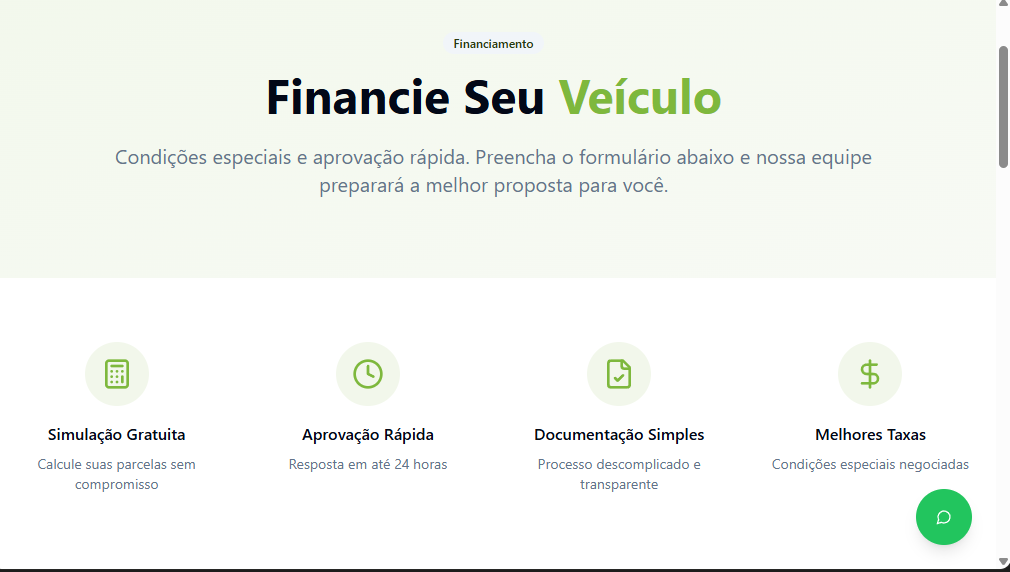 Financiamento
Financie Seu Veículo
Condições especiais e aprovação rápida. Preencha o formulário abaixo e nossa equipe
preparará a melhor proposta para você.
Simulação Gratuita
Calcule suas parcelas sem
compromisso
Aprovação Rápida
Resposta em até 24 horas
Documentação Simples
Processo descomplicado e
transparente
Melhores Taxas
Condições especiais negociadas